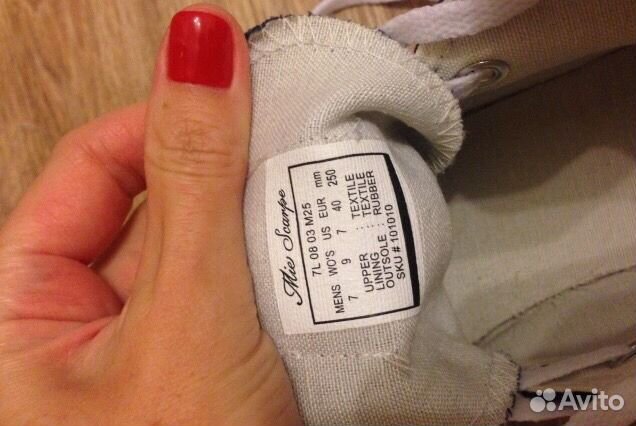 Mie Scarpe
7L 08 03 M25
MENS WO'S US EUR mm
7 9 7 40 250
UPPER : TEXTILE
LINING : TEXTILE
OUTSOLE : RUBBER
SKU # 101010
Avito